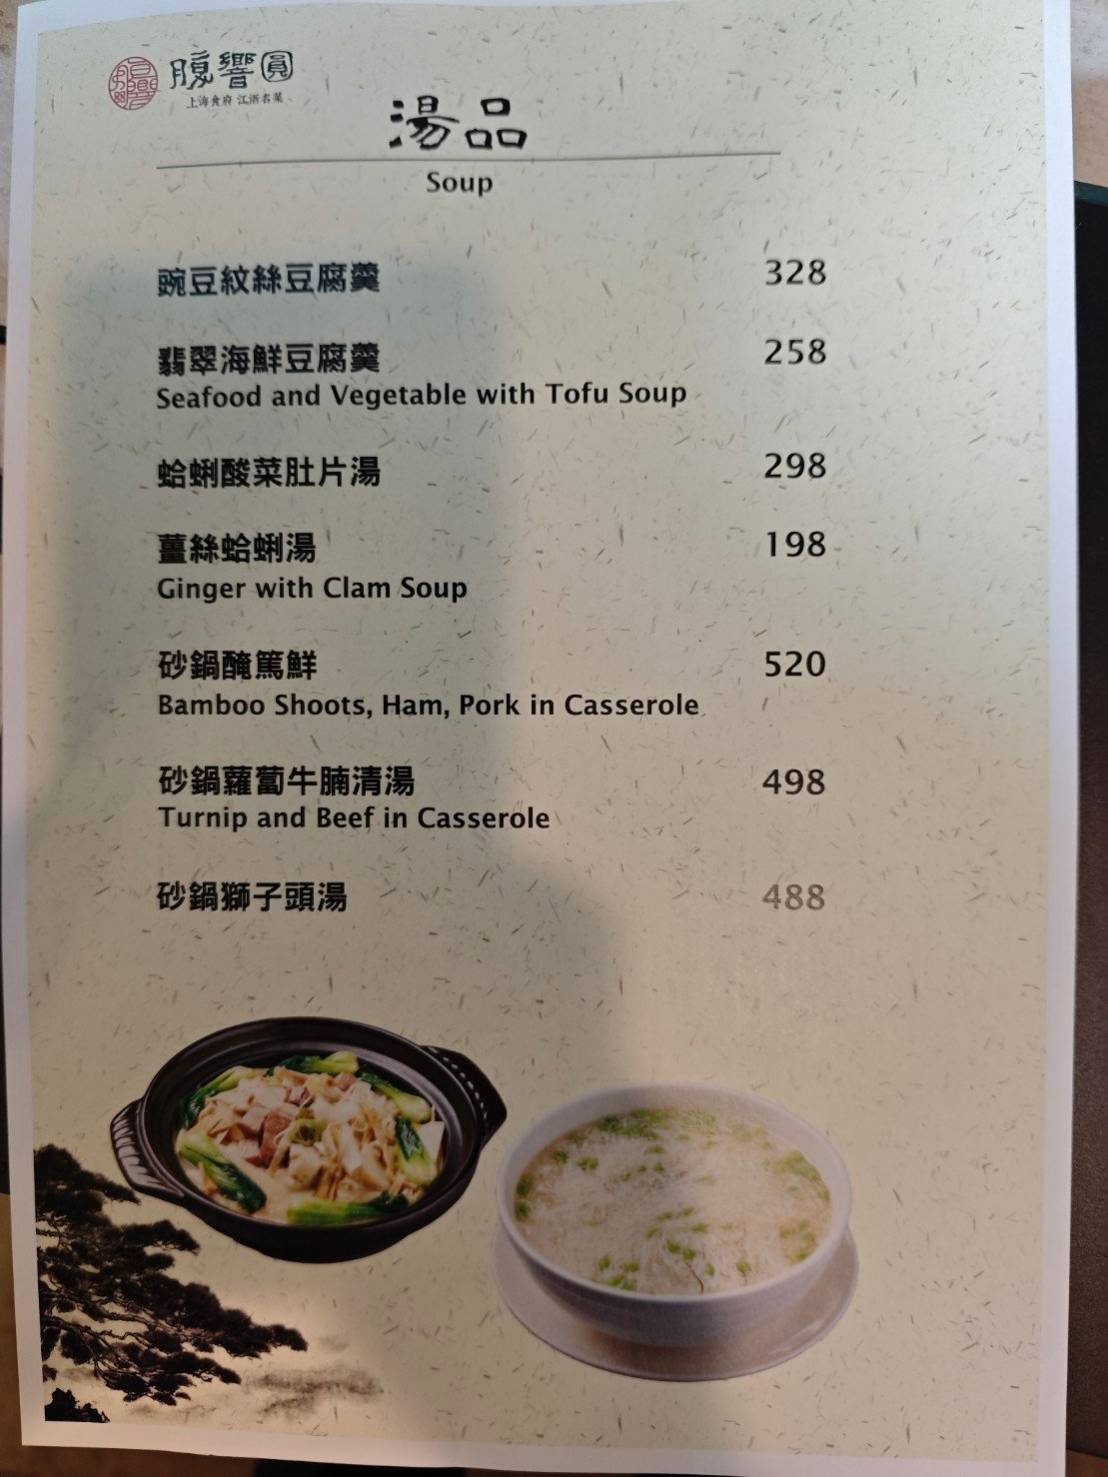 腹響圓
上海食府 江浙名菜
湯品
Soup
豌豆紋絲豆腐羹 328
翡翠海鮮豆腐羹 258
Seafood and Vegetable with Tofu Soup
蛤蜊酸菜肚片湯 298
薑絲蛤蜊湯 198
Ginger with Clam Soup
砂鍋醃篤鮮 520
Bamboo Shoots, Ham, Pork in Casserole
砂鍋蘿蔔牛腩清湯 498
Turnip and Beef in Casserole
砂鍋獅子頭湯 488